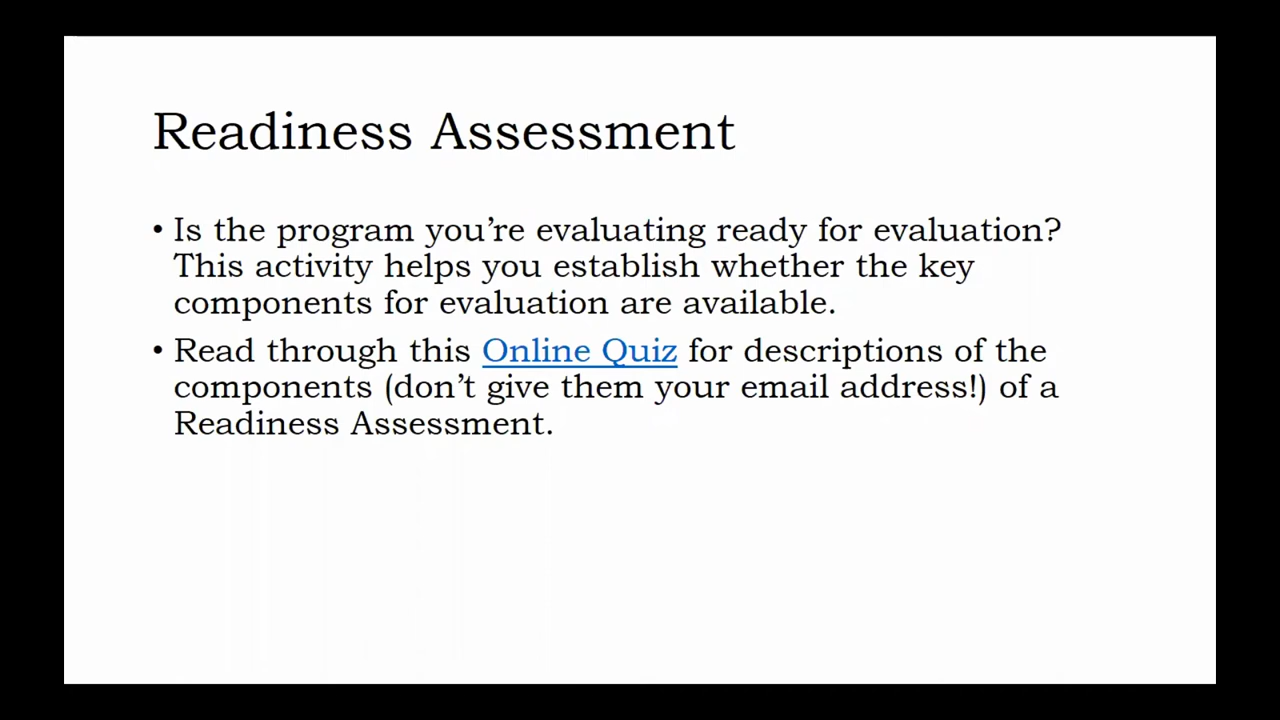 Readiness Assessment
• Is the program you’re evaluating ready for evaluation?
This activity helps you establish whether the key
components for evaluation are available.
• Read through this Online Quiz for descriptions of the
components (don’t give them your email address!) of a
Readiness Assessment.